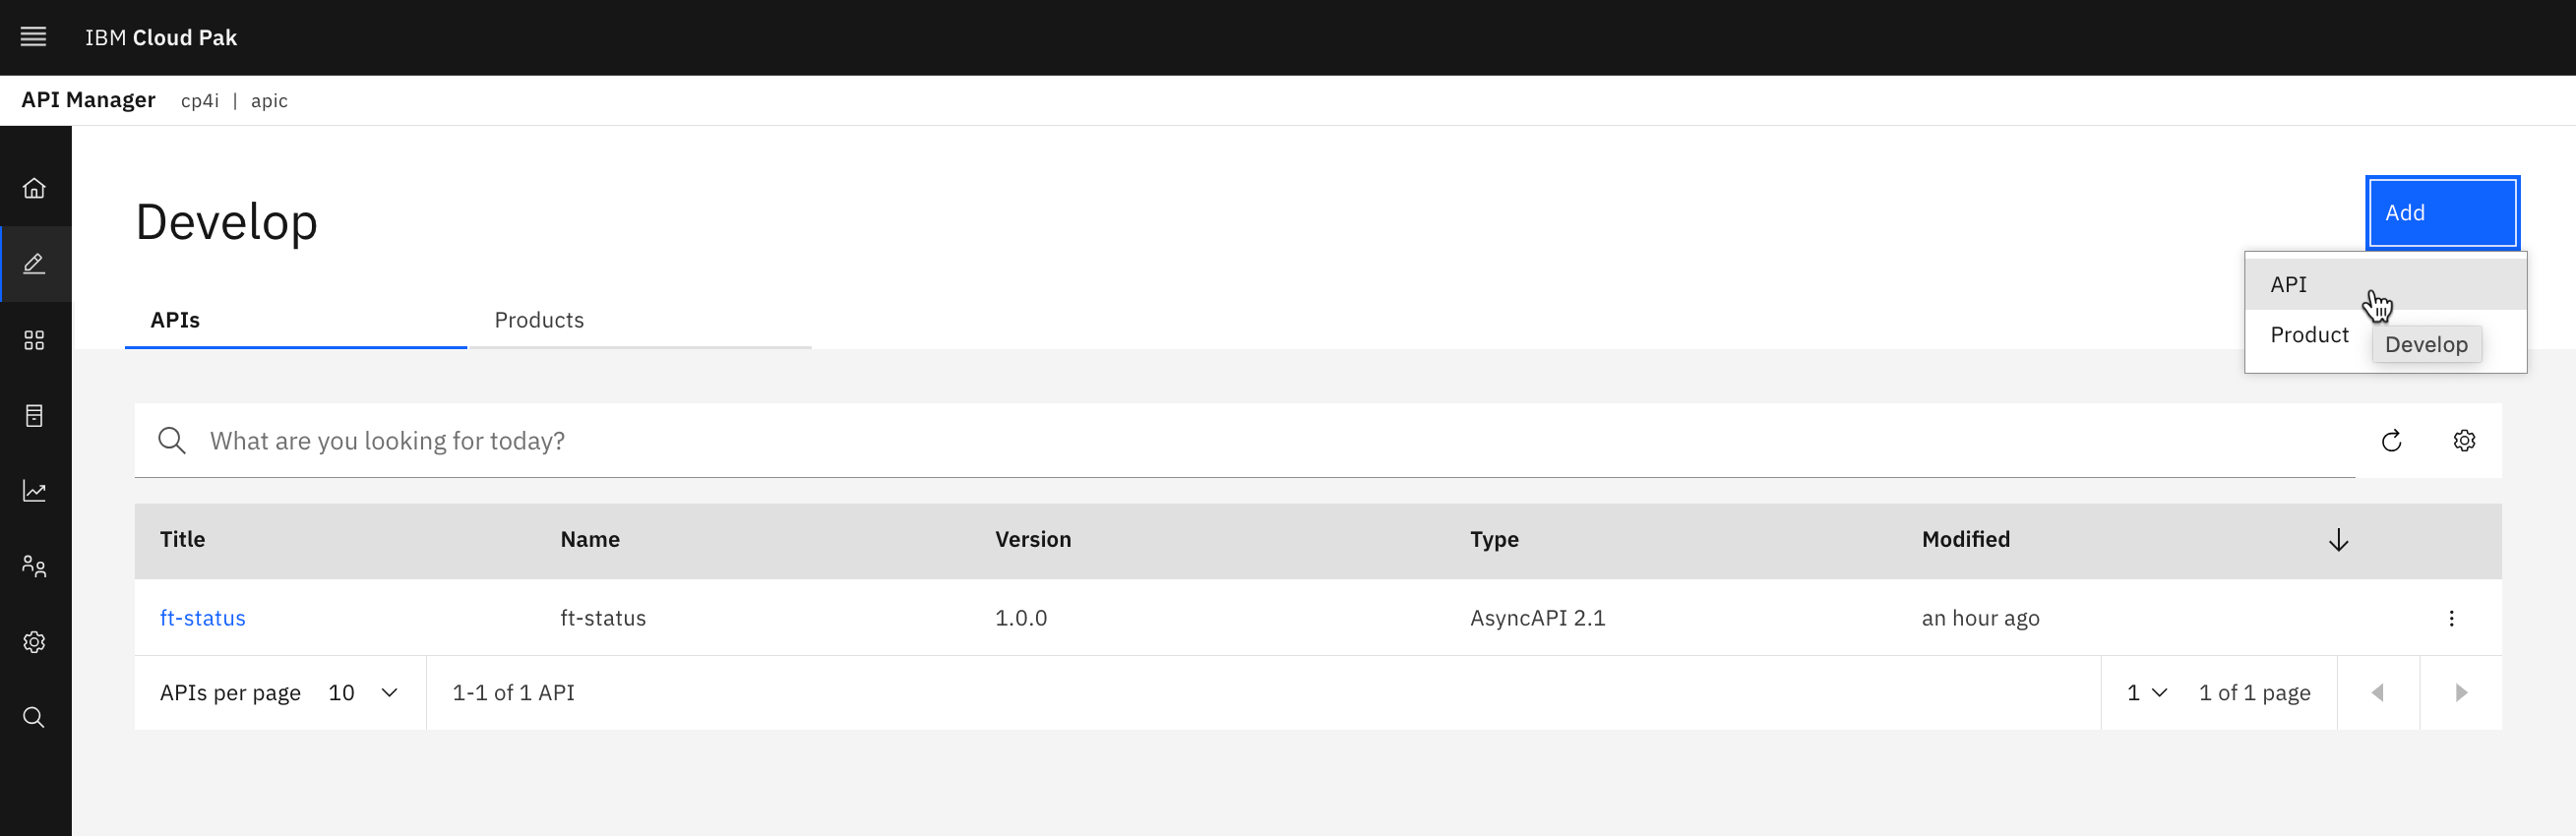 IBM Cloud Pak
API Manager cp4i | apic
Develop
Add
API
Product
Develop
APIs Products
What are you looking for today?
Title Name Version Type Modified
ft-status ft-status 1.0.0 AsyncAPI 2.1 an hour ago
APIs per page 10 1-1 of 1 API 1 1 of 1 page